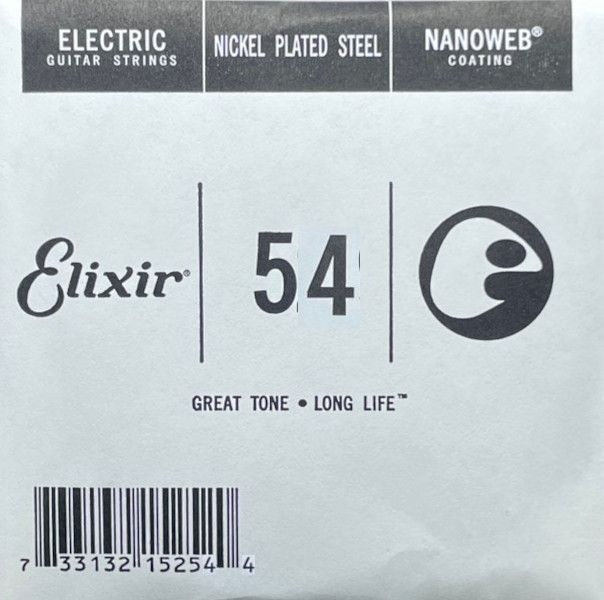 ELECTRIC
GUITAR STRINGS
NICKEL PLATED STEEL
NANOWEB®
COATING
Elixir®
54
GREAT TONE • LONG LIFE™
7 33132 15254 4